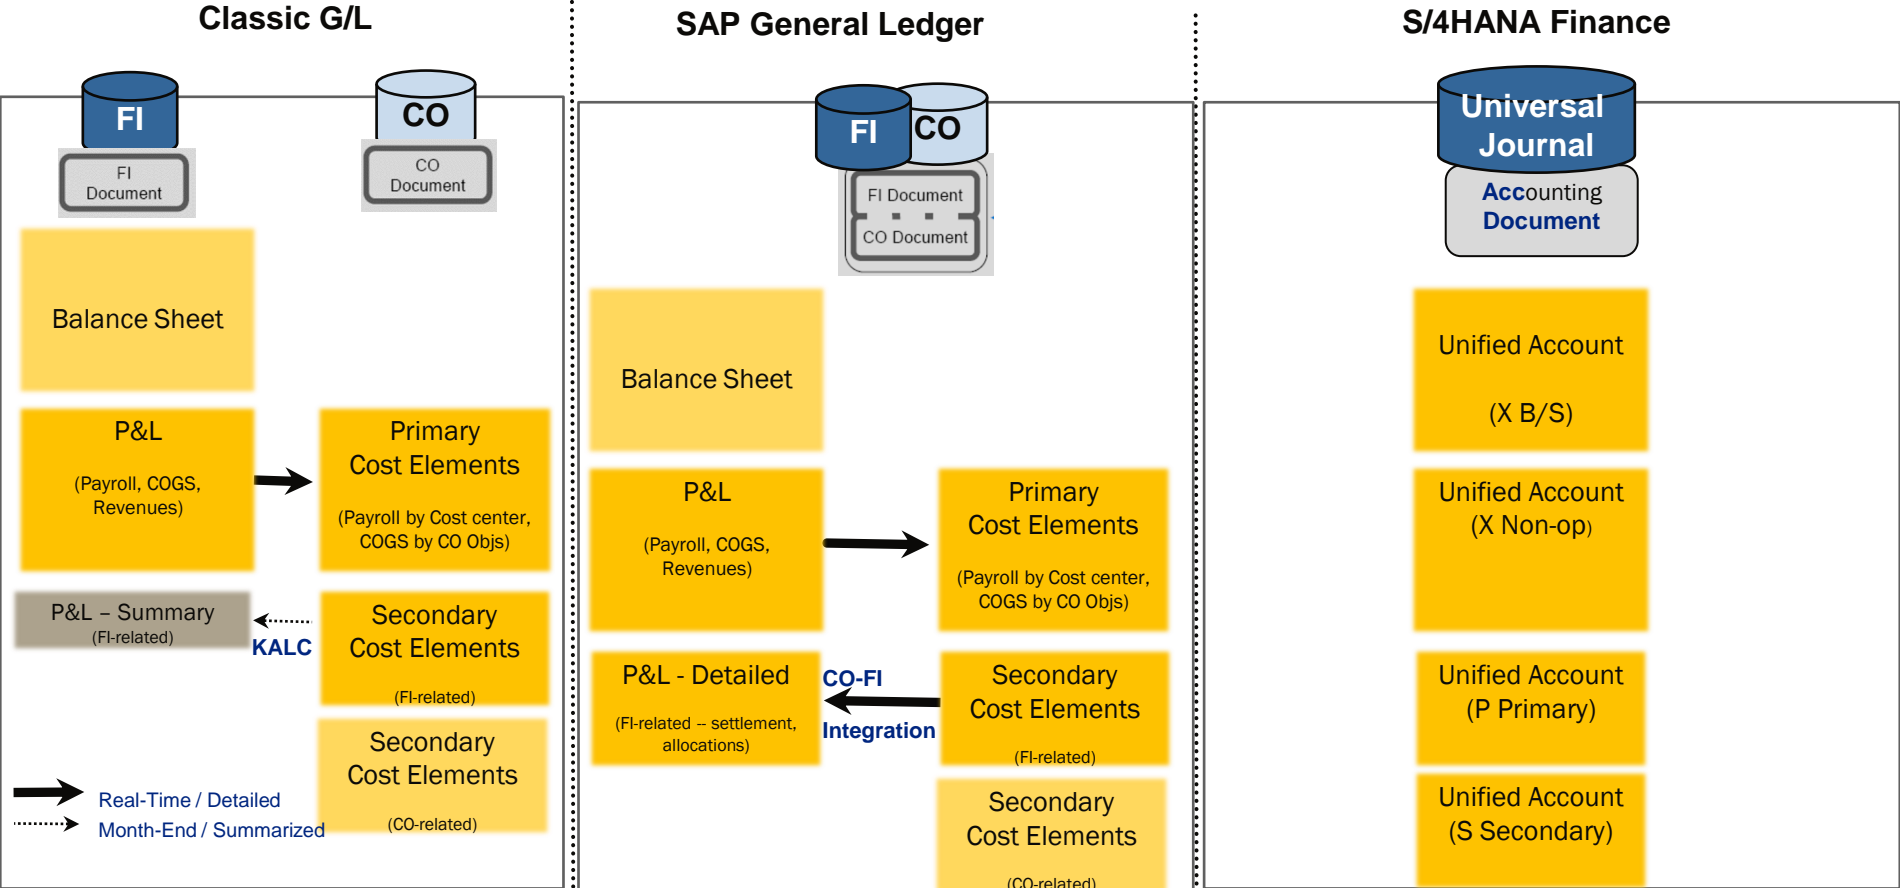 Classic G/L
FI
CO
FI
Document
CO
Document
Balance Sheet
P&L
(Payroll, COGS,
Revenues)
Primary
Cost Elements
(Payroll by Cost center,
COGS by CO Objs)
P&L – Summary
(FI-related)
KALC
Secondary
Cost Elements
(FI-related)
Secondary
Cost Elements
(CO-related)
Real-Time / Detailed
Month-End / Summarized
SAP General Ledger
FI
CO
FI Document
CO Document
Balance Sheet
P&L
(Payroll, COGS,
Revenues)
Primary
Cost Elements
(Payroll by Cost center,
COGS by CO Objs)
P&L - Detailed
(FI-related -- settlement,
allocations)
CO-FI
Integration
Secondary
Cost Elements
(FI-related)
Secondary
Cost Elements
(CO-related)
S/4HANA Finance
Universal
Journal
Accounting
Document
Unified Account
(X B/S)
Unified Account
(X Non-op)
Unified Account
(P Primary)
Unified Account
(S Secondary)